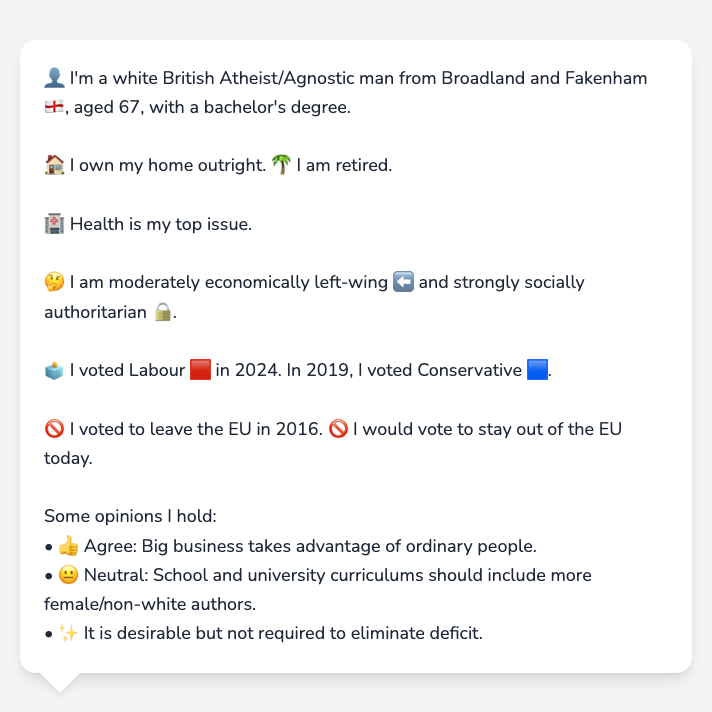 👤 I'm a white British Atheist/Agnostic man from Broadland and Fakenham
🏴󠁧󠁢󠁥󠁮󠁧󠁿, aged 67, with a bachelor's degree.
🏠 I own my home outright. 🌴 I am retired.
🏥 Health is my top issue.
🤔 I am moderately economically left-wing ⬅️ and strongly socially
authoritarian 🔒.
🗳️ I voted Labour 🟥 in 2024. In 2019, I voted Conservative 🟦.
🚫 I voted to leave the EU in 2016. 🚫 I would vote to stay out of the EU
today.
Some opinions I hold:
• 👍 Agree: Big business takes advantage of ordinary people.
• 😐 Neutral: School and university curriculums should include more
female/non-white authors.
• ✨ It is desirable but not required to eliminate deficit.